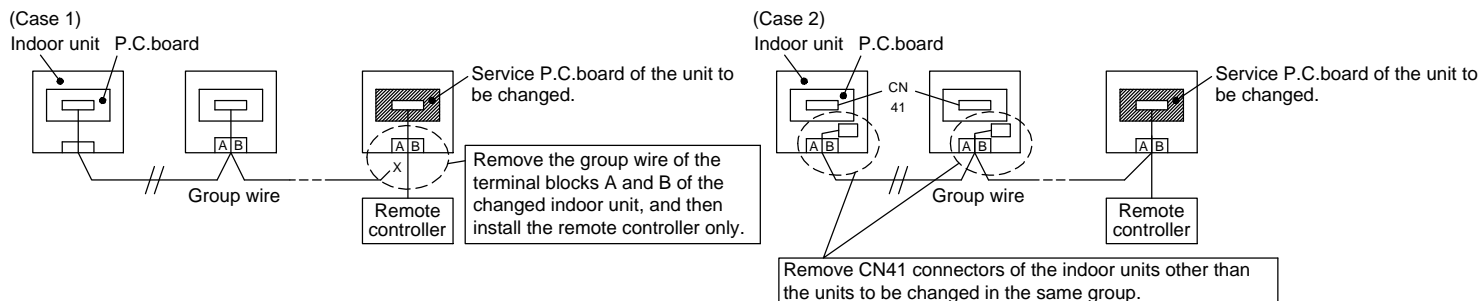 (Case 1)
Indoor unit P.C.board
Service P.C.board of the unit to
be changed.
A B
A B
X
Group wire
Remove the group wire of the
terminal blocks A and B of the
changed indoor unit, and then
install the remote controller only.
Remote
controller
(Case 2)
Indoor unit P.C.board
CN
41
Service P.C.board of the unit to
be changed.
A B
A B
A B
Group wire
Remote
controller
Remove CN41 connectors of the indoor units other than
the units to be changed in the same group.